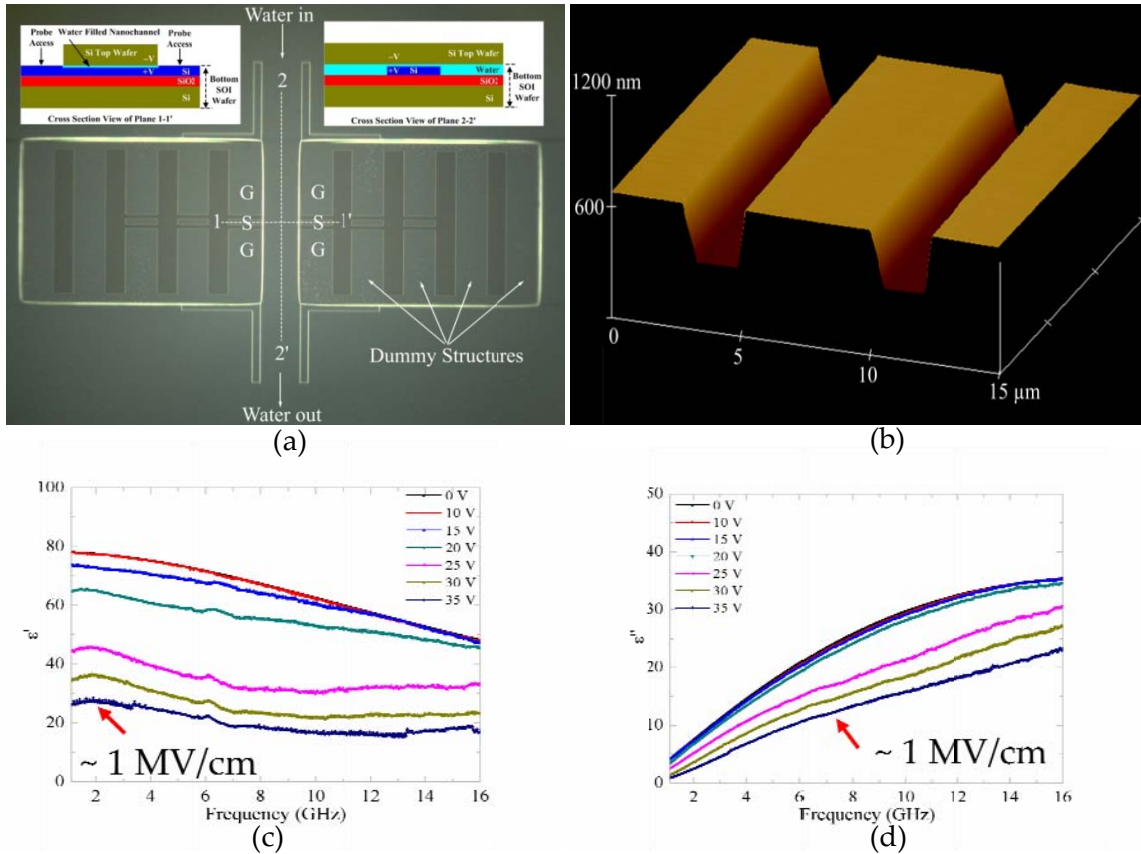 Water in
Probe
Access
Water Filled Nanochannel
Probe
Access
Si Top Wafer
–V
+V
Si
SiO2
Si
Bottom
SOI
Wafer
Cross Section View of Plane 1-1'
Si Top Wafer
–V
+V Si
Water
SiO2
Si
Bottom
SOI
Wafer
Cross Section View of Plane 2-2'
2
G G
1 S S 1'
G G
2'
Dummy Structures
Water out
(a)
1200 nm
600
0
5
10
15 µm
(b)
100
80
60
40
20
0
ε'
0 V
10 V
15 V
20 V
25 V
30 V
35 V
~ 1 MV/cm
2 4 6 8 10 12 14 16
Frequency (GHz)
(c)
50
40
30
20
10
0
ε''
0 V
10 V
15 V
20 V
25 V
30 V
35 V
~ 1 MV/cm
2 4 6 8 10 12 14 16
Frequency (GHz)
(d)